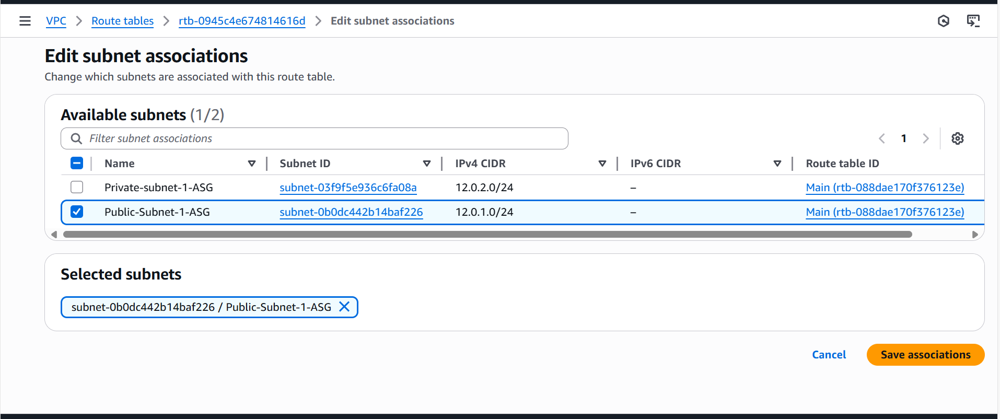 VPC > Route tables > rtb-0945c4e674814616d > Edit subnet associations
Edit subnet associations
Change which subnets are associated with this route table.
Available subnets (1/2)
Filter subnet associations
1
Name Subnet ID IPv4 CIDR IPv6 CIDR Route table ID
Private-subnet-1-ASG subnet-03f9f5e936c6fa08a 12.0.2.0/24 – Main (rtb-088dae170f376123e)
Public-Subnet-1-ASG subnet-0b0dc442b14baf226 12.0.1.0/24 – Main (rtb-088dae170f376123e)
Selected subnets
subnet-0b0dc442b14baf226 / Public-Subnet-1-ASG
Cancel Save associations